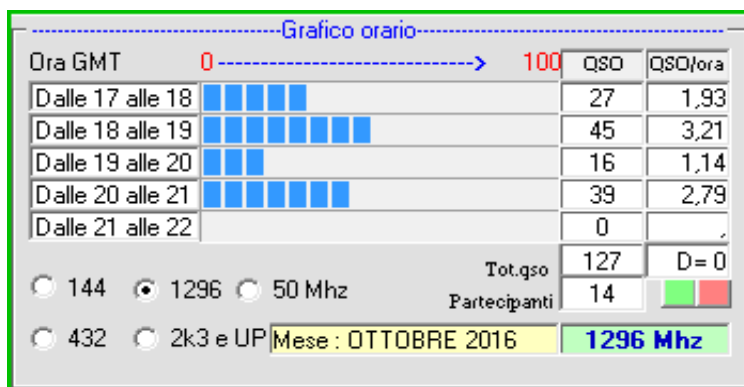 Grafico orario
Ora GMT 0 -----------------------------> 100 QSO QSO/ora
Dalle 17 alle 18 27 1,93
Dalle 18 alle 19 45 3,21
Dalle 19 alle 20 16 1,14
Dalle 20 alle 21 39 2,79
Dalle 21 alle 22 0 ,
Tot.qso 127 D= 0
144 1296 50 Mhz Partecipanti 14
432 2k3 e UP Mese : OTTOBRE 2016 1296 Mhz